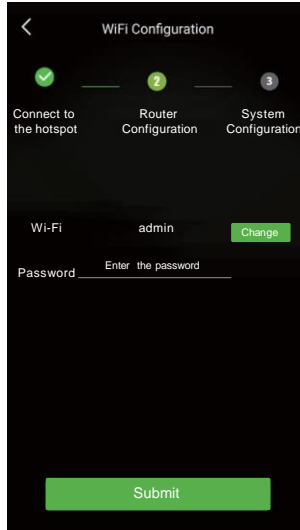 WiFi Configuration
2
3
Connect to
the hotspot
Router
Configuration
System
Configuration
Wi-Fi admin Change
Password Enter the password
Submit